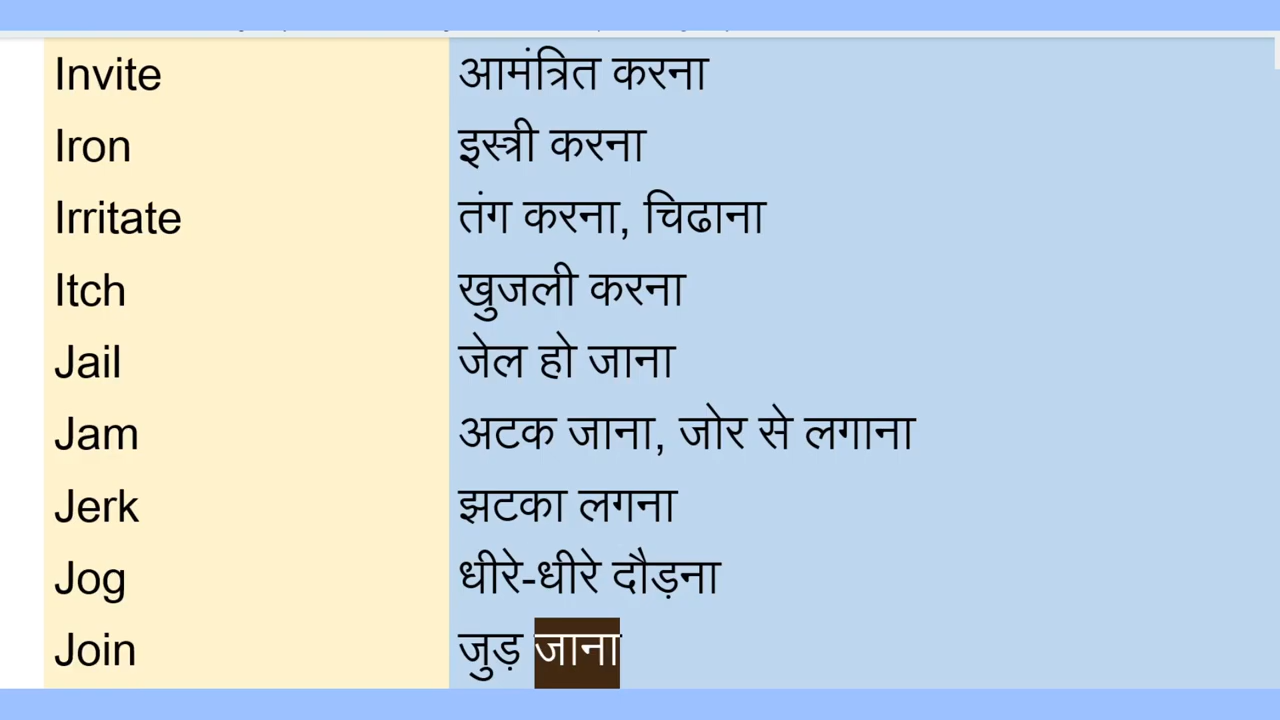 Invite आमंत्रित करना
Iron इस्त्री करना
Irritate तंग करना, चिढाना
Itch खुजली करना
Jail जेल हो जाना
Jam अटक जाना, जोर से लगाना
Jerk झटका लगना
Jog धीरे-धीरे दौड़ना
Join जुड़ जाना